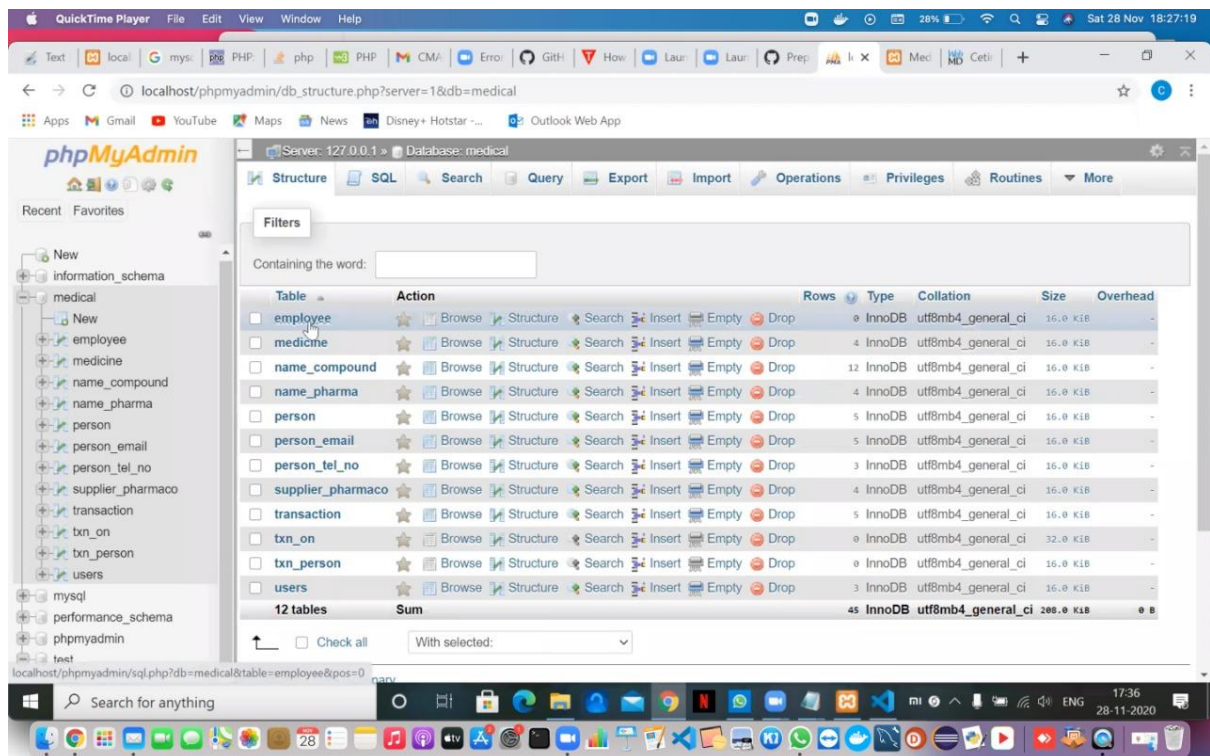 QuickTime Player File Edit View Window Help 28% Sat 28 Nov 18:27:19
Text local G mys php PHP php PHP CMA Error GitH How Laun Laun Prep lo x Med Web MD Cetir +
localhost/phpmyadmin/db_structure.php?server=1&db=medical C
Apps Gmail YouTube Maps News Disney+ Hotstar -... Outlook Web App
phpMyAdmin
Recent Favorites
New
information_schema
medical
New
employee
medicine
name_compound
name_pharma
person
person_email
person_tel_no
supplier_pharmaco
transaction
txn_on
txn_person
users
mysql
performance_schema
phpmyadmin
test
Server: 127.0.0.1 » Database: medical
Structure SQL Search Query Export Import Operations Privileges Routines More
Filters
Containing the word:
Table Action Rows Type Collation Size Overhead
employee Browse Structure Search Insert Empty Drop 0 InnoDB utf8mb4_general_ci 16.0 KiB -
medicine Browse Structure Search Insert Empty Drop 4 InnoDB utf8mb4_general_ci 16.0 KiB -
name_compound Browse Structure Search Insert Empty Drop 12 InnoDB utf8mb4_general_ci 16.0 KiB -
name_pharma Browse Structure Search Insert Empty Drop 4 InnoDB utf8mb4_general_ci 16.0 KiB -
person Browse Structure Search Insert Empty Drop 5 InnoDB utf8mb4_general_ci 16.0 KiB -
person_email Browse Structure Search Insert Empty Drop 5 InnoDB utf8mb4_general_ci 16.0 KiB -
person_tel_no Browse Structure Search Insert Empty Drop 3 InnoDB utf8mb4_general_ci 16.0 KiB -
supplier_pharmaco Browse Structure Search Insert Empty Drop 4 InnoDB utf8mb4_general_ci 16.0 KiB -
transaction Browse Structure Search Insert Empty Drop 5 InnoDB utf8mb4_general_ci 16.0 KiB -
txn_on Browse Structure Search Insert Empty Drop 0 InnoDB utf8mb4_general_ci 32.0 KiB -
txn_person Browse Structure Search Insert Empty Drop 0 InnoDB utf8mb4_general_ci 16.0 KiB -
users Browse Structure Search Insert Empty Drop 3 InnoDB utf8mb4_general_ci 16.0 KiB -
12 tables Sum 45 InnoDB utf8mb4_general_ci 208.0 KiB 0 B
Check all With selected:
localhost/phpmyadmin/sql.php?db=medical&table=employee&pos=0
Search for anything ENG 17:36
28-11-2020
NOV
28